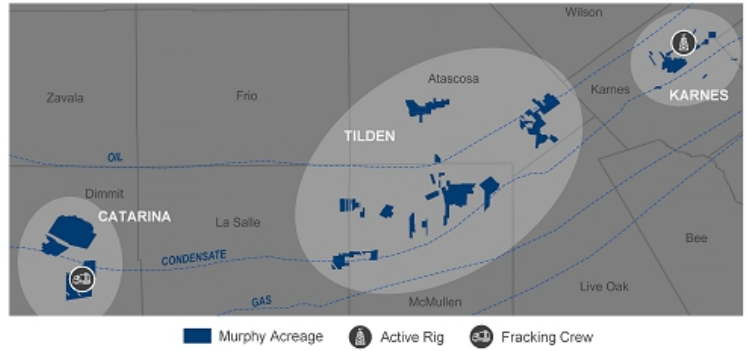 Wilson
Atascosa
Zavala
Frio
Karnes
KARNES
TILDEN
OIL
Dimmit
CATARINA
La Salle
Bee
CONDENSATE
Live Oak
GAS
McMullen
Murphy Acreage
Active Rig
Fracking Crew